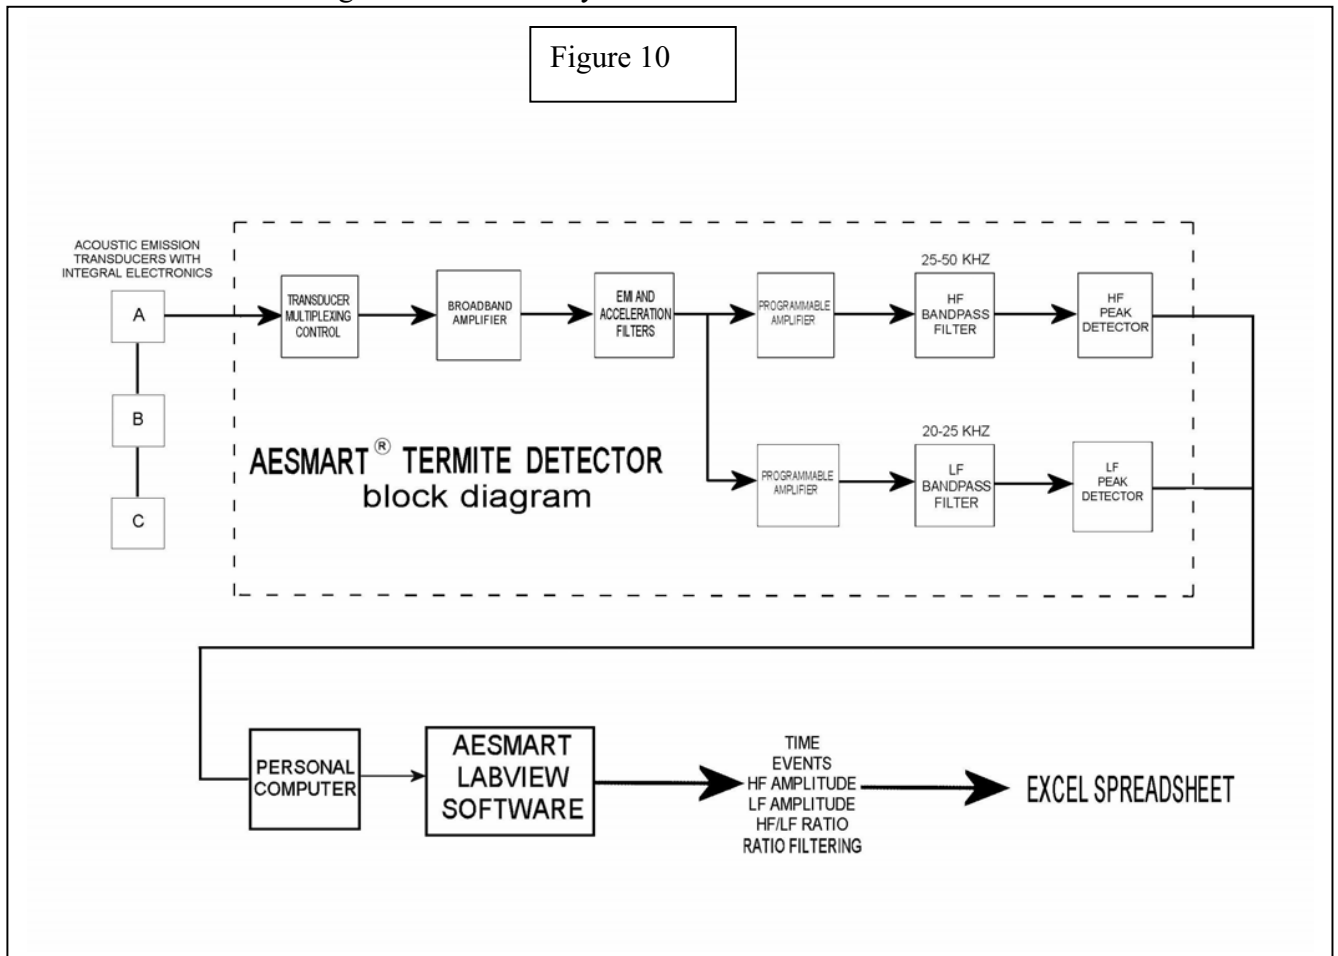 Figure 10
ACOUSTIC EMISSION
TRANSDUCERS WITH
INTEGRAL ELECTRONICS
A
B
C
TRANSDUCER
MULTIPLEXING
CONTROL
BROADBAND
AMPLIFIER
EMI AND
ACCELERATION
FILTERS
PROGRAMMABLE
AMPLIFIER
25-50 KHZ
HF
BANDPASS
FILTER
HF
PEAK
DETECTOR
PROGRAMMABLE
AMPLIFIER
20-25 KHZ
LF
BANDPASS
FILTER
LF
PEAK
DETECTOR
AESMART® TERMITE DETECTOR
block diagram
PERSONAL
COMPUTER
AESMART
LABVIEW
SOFTWARE
TIME
EVENTS
HF AMPLITUDE
LF AMPLITUDE
HF/LF RATIO
RATIO FILTERING
EXCEL SPREADSHEET